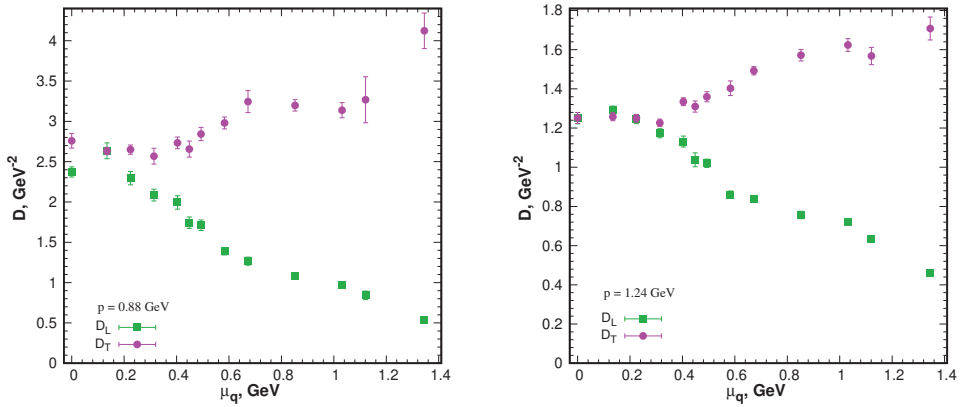 D, GeV⁻²
4
3.5
3
2.5
2
1.5
1
0.5
0
p = 0.88 GeV
D_L
D_T
0 0.2 0.4 0.6 0.8 1 1.2 1.4
μ_q, GeV
D, GeV⁻²
1.8
1.6
1.4
1.2
1
0.8
0.6
0.4
0.2
0
p = 1.24 GeV
D_L
D_T
0 0.2 0.4 0.6 0.8 1 1.2 1.4
μ_q, GeV